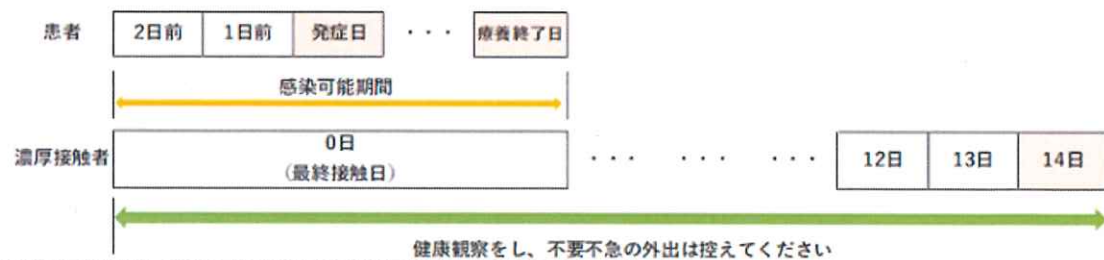 患者 2日前 1日前 発症日 ・・・ 療養終了日
感染可能期間
濃厚接触者 0日 ・・・ ・・・ ・・・ 12日 13日 14日
(最終接触日)
健康観察をし、不要不急の外出は控えてください